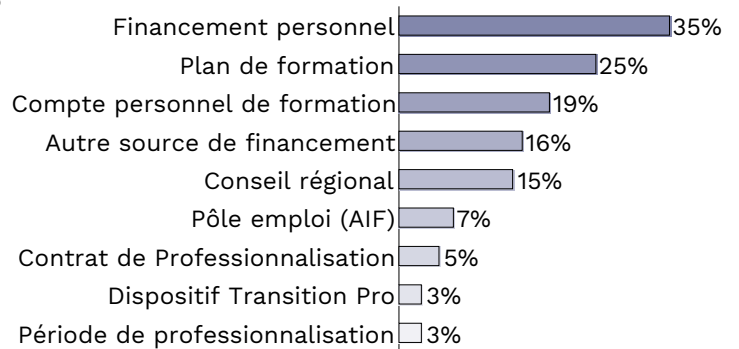 Financement personnel 35%
Plan de formation 25%
Compte personnel de formation 19%
Autre source de financement 16%
Conseil régional 15%
Pôle emploi (AIF) 7%
Contrat de Professionnalisation 5%
Dispositif Transition Pro 3%
Période de professionnalisation 3%